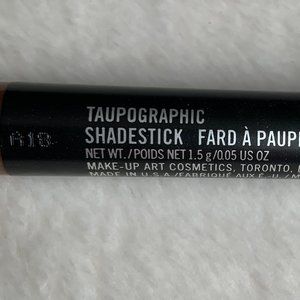 TAUPOGRAPHIC
A18
SHADESTICK FARD À PAUPI
NET WT./POIDS NET 1.5 g/0.05 US OZ
MAKE-UP ART COSMETICS, TORONTO,
MADE IN U.S.A./FABRIQUÉ AUX É.-U./